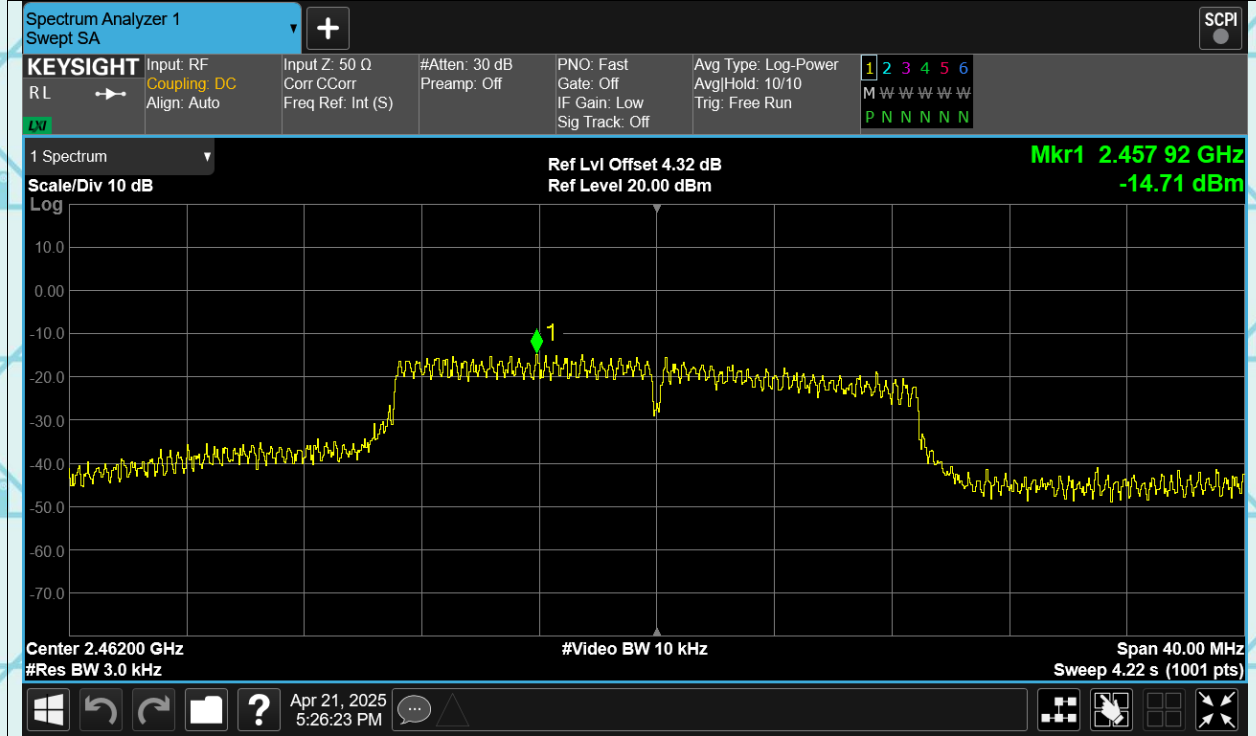 Spectrum Analyzer 1
Swept SA
SCPI
KEYSIGHT
R L
LXI
Input: RF
Coupling: DC
Align: Auto
Input Z: 50 Ω
Corr CCorr
Freq Ref: Int (S)
#Atten: 30 dB
Preamp: Off
PNO: Fast
Gate: Off
IF Gain: Low
Sig Track: Off
Avg Type: Log-Power
Avg|Hold: 10/10
Trig: Free Run
1 2 3 4 5 6
M W W W W W
P N N N N N
1 Spectrum
Scale/Div 10 dB
Log
Ref Lvl Offset 4.32 dB
Ref Level 20.00 dBm
Mkr1 2.457 92 GHz
-14.71 dBm
10.0
0.00
-10.0
-20.0
-30.0
-40.0
-50.0
-60.0
-70.0
1
Center 2.46200 GHz
#Res BW 3.0 kHz
#Video BW 10 kHz
Span 40.00 MHz
Sweep 4.22 s (1001 pts)
Apr 21, 2025
5:26:23 PM